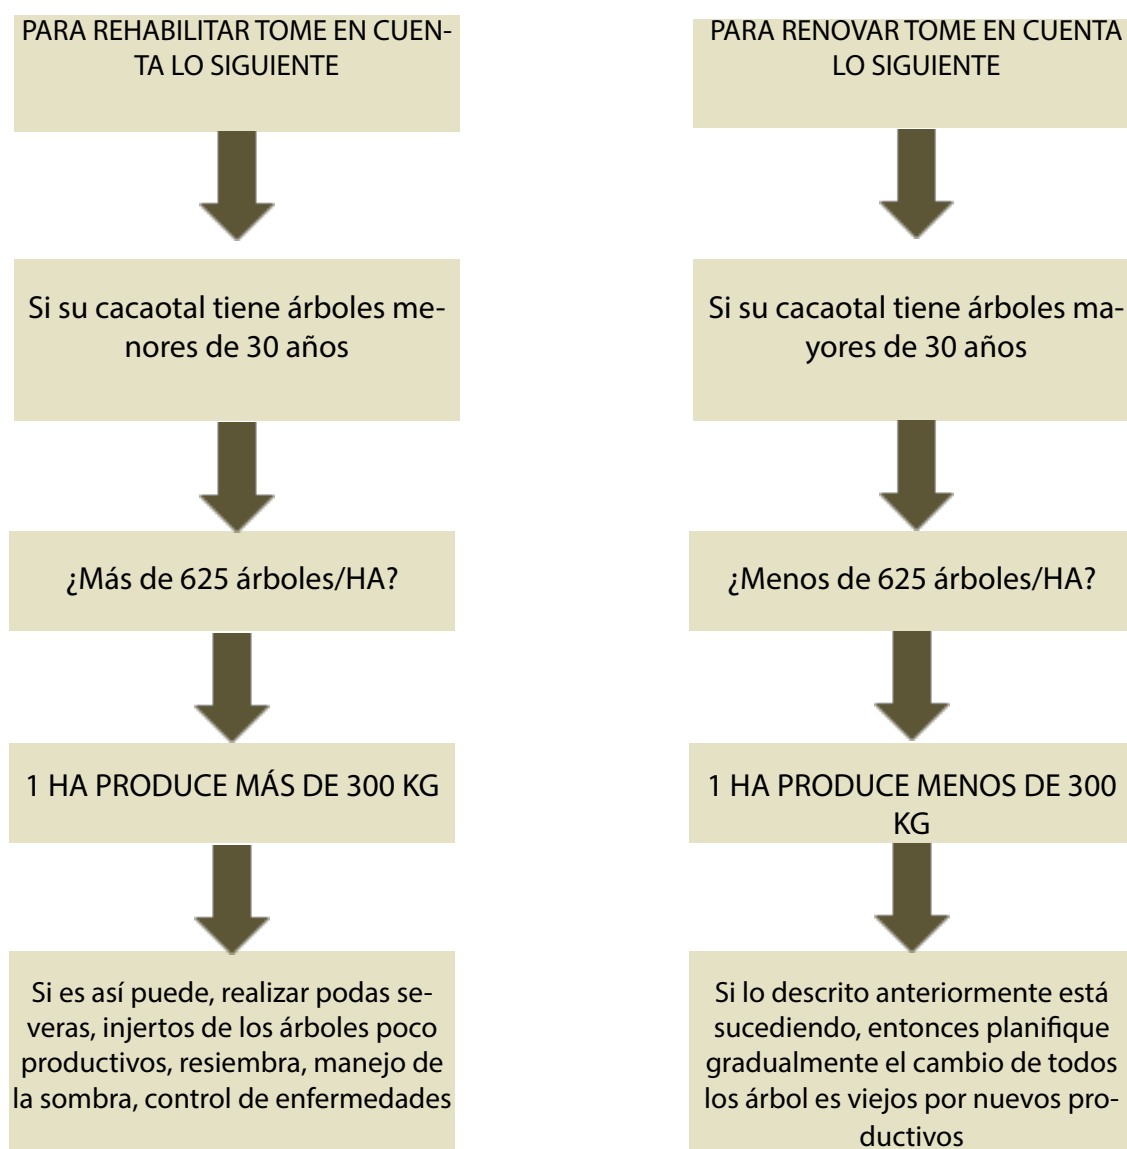 PARA REHABILITAR TOME EN CUEN-
TA LO SIGUIENTE
Si su cacaotal tiene árboles me-
nores de 30 años
¿Más de 625 árboles/HA?
1 HA PRODUCE MÁS DE 300 KG
Si es así puede, realizar podas se-
veras, injertos de los árboles poco
productivos, resiembra, manejo de
la sombra, control de enfermedades
PARA RENOVAR TOME EN CUENTA
LO SIGUIENTE
Si su cacaotal tiene árboles ma-
yores de 30 años
¿Menos de 625 árboles/HA?
1 HA PRODUCE MENOS DE 300
KG
Si lo descrito anteriormente está
sucediendo, entonces planifique
gradualmente el cambio de todos
los árbol es viejos por nuevos pro-
ductivos